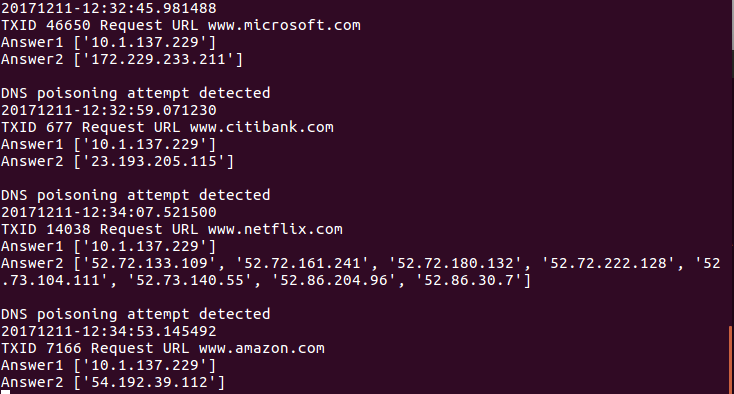 20171211-12:32:45.981488
TXID 46650 Request URL www.microsoft.com
Answer1 ['10.1.137.229']
Answer2 ['172.229.233.211']

DNS poisoning attempt detected
20171211-12:32:59.071230
TXID 677 Request URL www.citibank.com
Answer1 ['10.1.137.229']
Answer2 ['23.193.205.115']

DNS poisoning attempt detected
20171211-12:34:07.521500
TXID 14038 Request URL www.netflix.com
Answer1 ['10.1.137.229']
Answer2 ['52.72.133.109', '52.72.161.241', '52.72.180.132', '52.72.222.128', '52
.73.104.111', '52.73.140.55', '52.86.204.96', '52.86.30.7']

DNS poisoning attempt detected
20171211-12:34:53.145492
TXID 7166 Request URL www.amazon.com
Answer1 ['10.1.137.229']
Answer2 ['54.192.39.112']